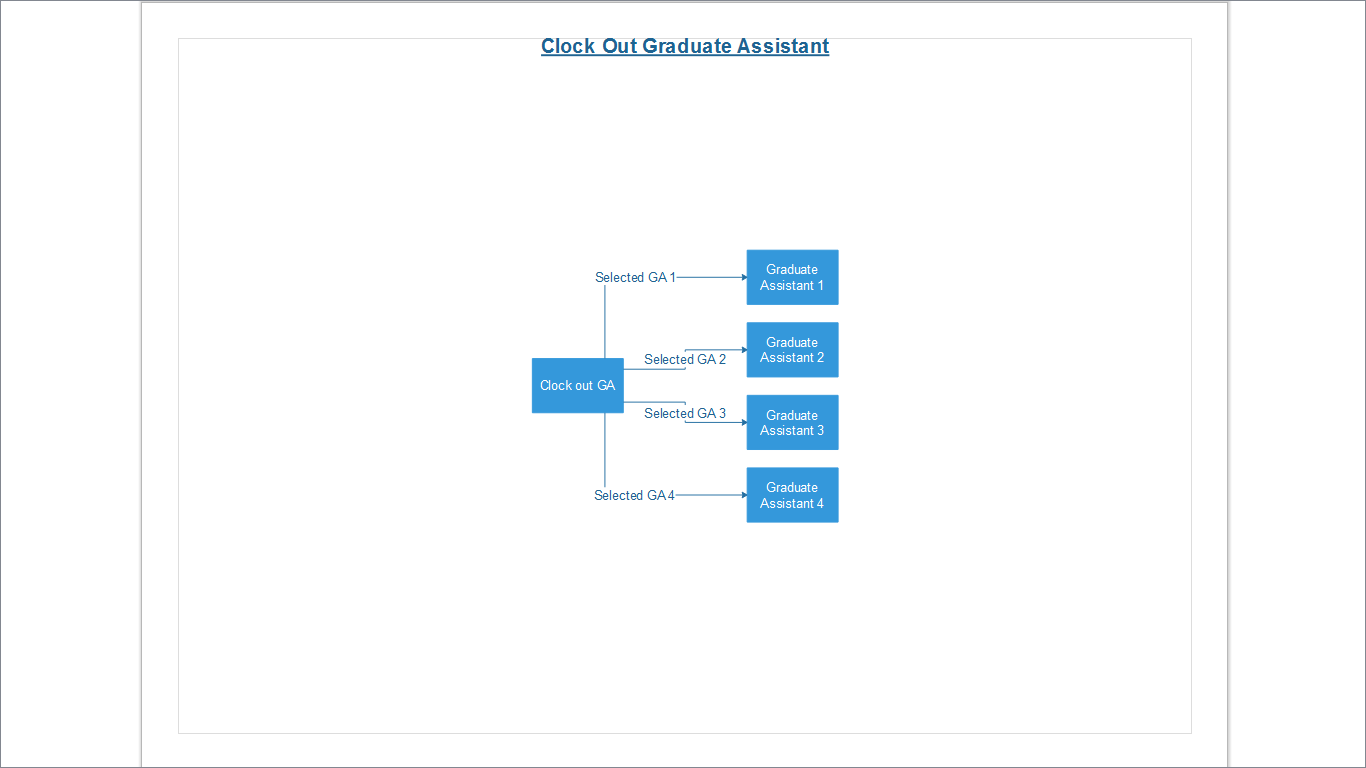 Clock Out Graduate Assistant
Selected GA 1
Graduate
Assistant 1
Selected GA 2
Graduate
Assistant 2
Clock out GA
Selected GA 3
Graduate
Assistant 3
Selected GA 4
Graduate
Assistant 4